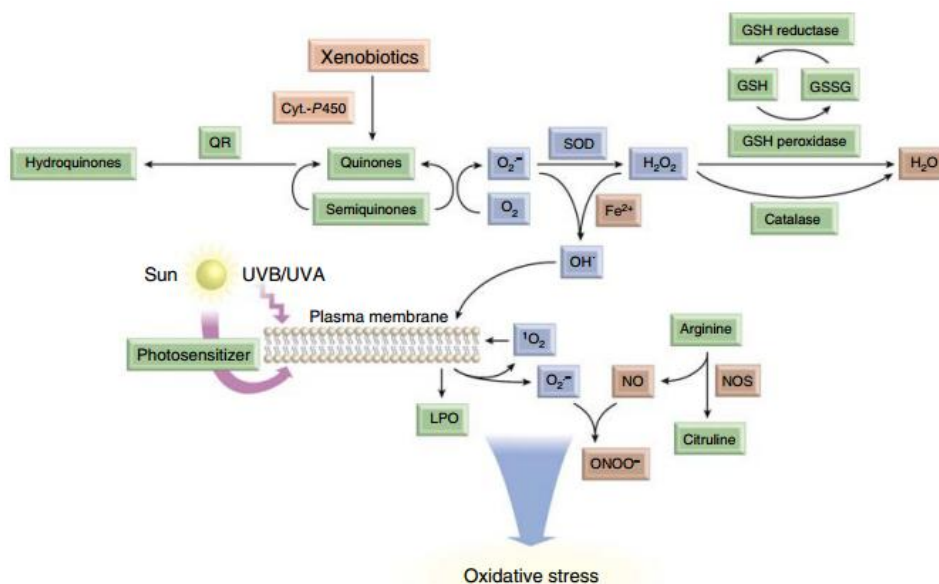 GSH reductase
Xenobiotics
GSH
GSSG
Cyt.-P450
QR
SOD
GSH peroxidase
Hydroquinones
Quinones
O₂⁻
H₂O₂
H₂O
Semiquinones
O₂
Fe²⁺
Catalase
OH·
Sun
UVB/UVA
Plasma membrane
Photosensitizer
¹O₂
Arginine
O₂⁻
NO
NOS
LPO
Citruline
ONOO⁻
Oxidative stress